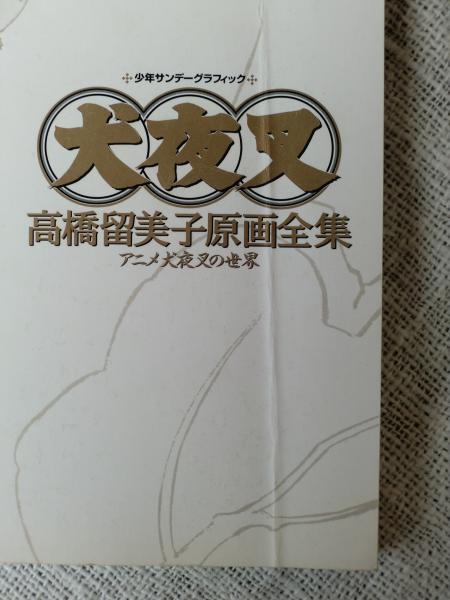 少年サンデーグラフィック
犬夜叉
高橋留美子原画全集
アニメ犬夜叉の世界